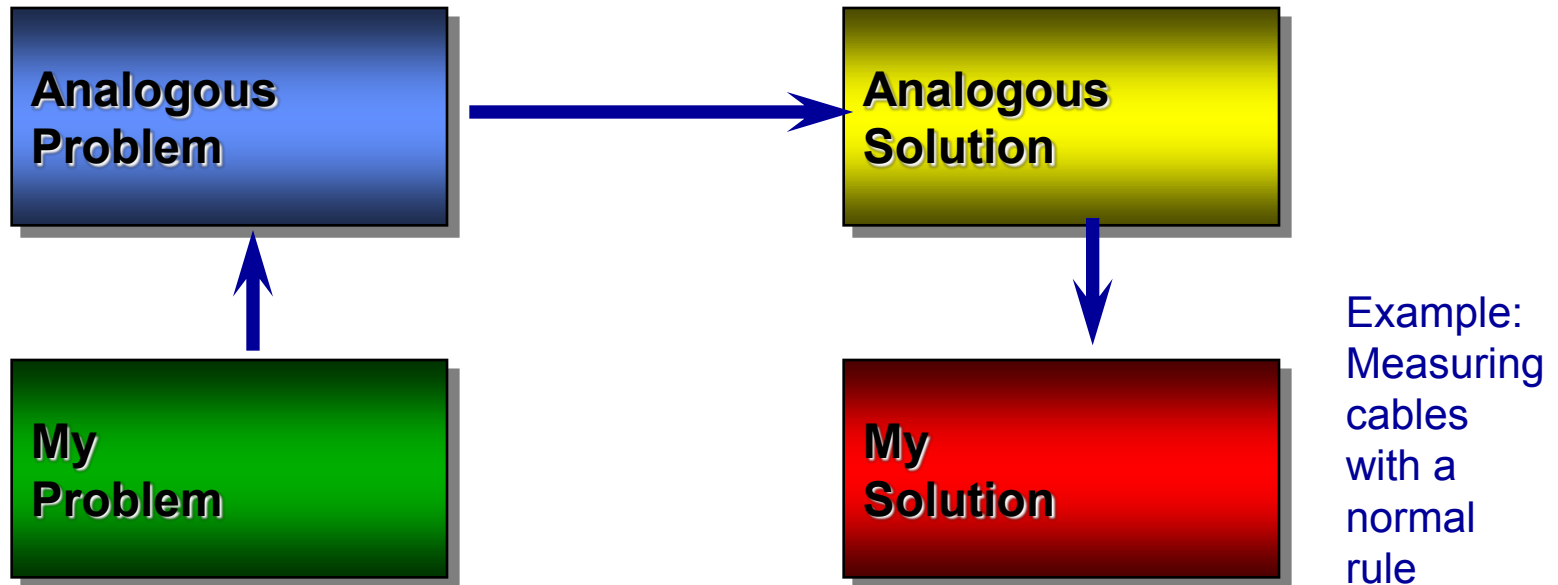 Analogous
Problem
Analogous
Solution
My
Problem
My
Solution
Example:
Measuring
cables
with a
normal
rule